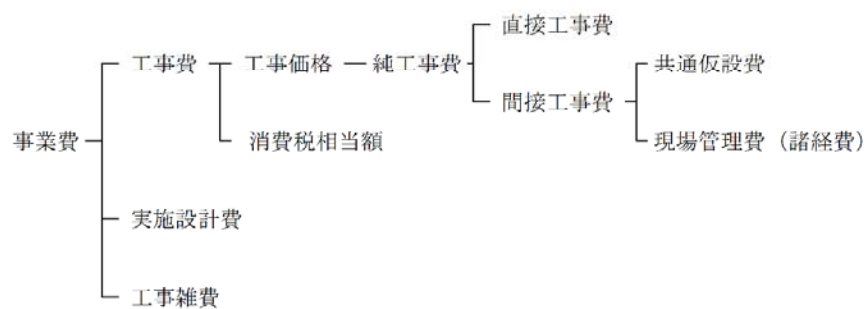 直接工事費
工事費
工事価格
純工事費
共通仮設費
間接工事費
事業費
消費税相当額
現場管理費（諸経費）
実施設計費
工事雑費